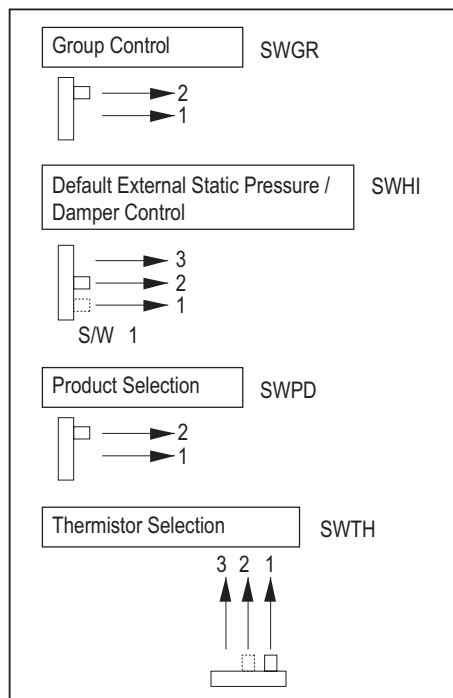 Group Control SWGR
2
1
Default External Static Pressure / SWHI
Damper Control
3
2
1
S/W 1
Product Selection SWPD
2
1
Thermistor Selection SWTH
3 2 1